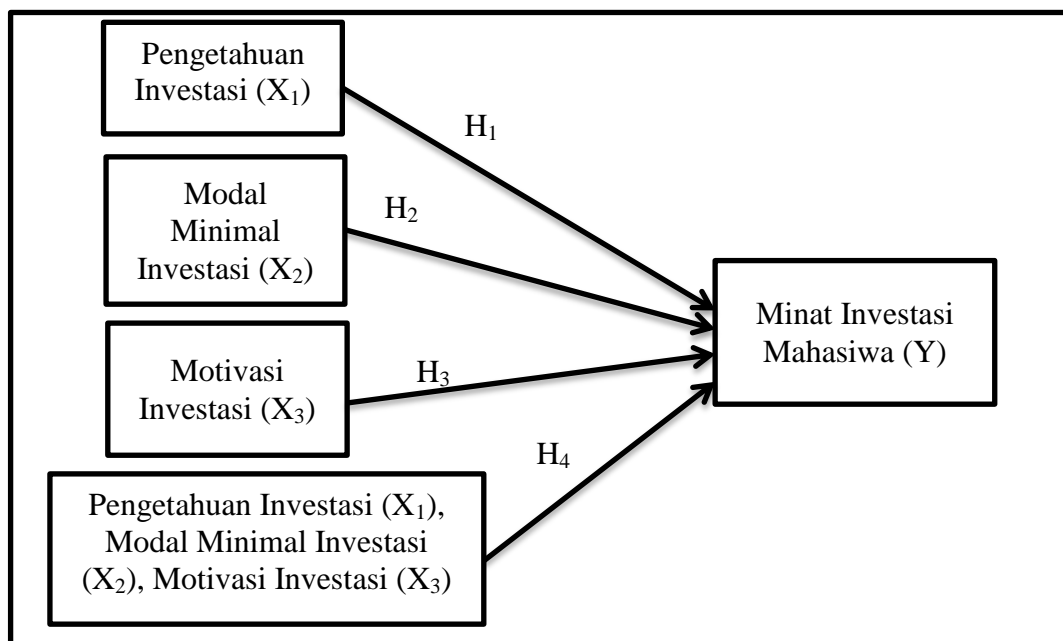 Pengetahuan
Investasi (X₁)
H₁
Modal
Minimal
Investasi (X₂)
H₂
Motivasi
Investasi (X₃)
H₃
Minat Investasi
Mahasiwa (Y)
H₄
Pengetahuan Investasi (X₁),
Modal Minimal Investasi
(X₂), Motivasi Investasi (X₃)